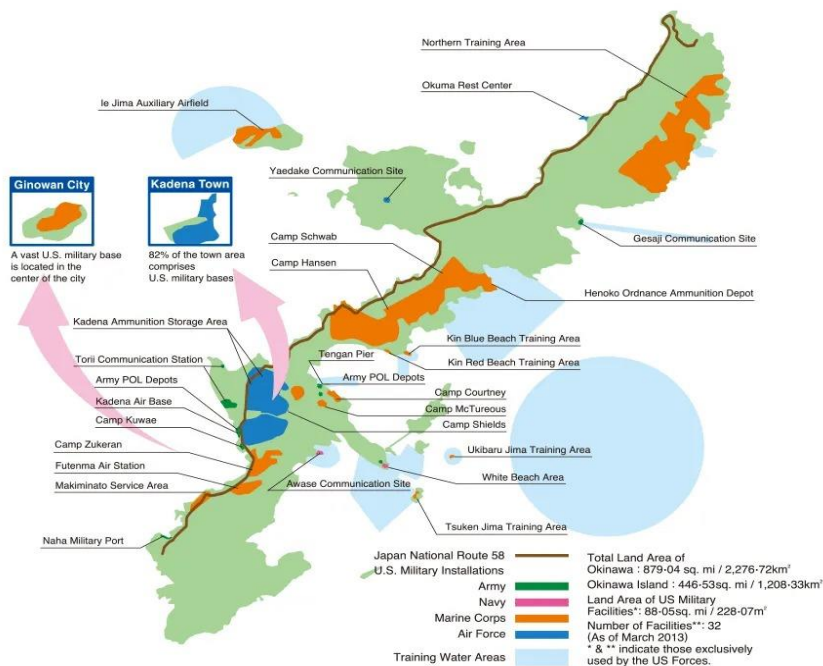 Northern Training Area
Okuma Rest Center
Ie Jima Auxiliary Airfield
Yaedake Communication Site
Ginowan City
Kadena Town
A vast U.S. military base
is located in the
center of the city
82% of the town area
comprises
U.S. military bases
Camp Schwab
Camp Hansen
Gesaji Communication Site
Henoko Ordnance Ammunition Depot
Kadena Ammunition Storage Area
Kin Blue Beach Training Area
Kin Red Beach Training Area
Torii Communication Station
Tengan Pier
Army POL Depots
Army POL Depots
Kadena Air Base
Camp Courtney
Camp McTureous
Camp Kuwae
Camp Shields
Camp Zukeran
Ukibaru Jima Training Area
Futenma Air Station
White Beach Area
Makiminato Service Area
Awase Communication Site
Tsuken Jima Training Area
Naha Military Port
Japan National Route 58
U.S. Military Installations
Army
Navy
Marine Corps
Air Force
Training Water Areas
Total Land Area of
Okinawa : 879·04 sq. mi / 2,276·72km²
Okinawa Island : 446·53sq. mi / 1,208·33km²
Land Area of US Military
Facilities*: 88·05sq. mi / 228·07m²
Number of Facilities**: 32
(As of March 2013)
* & ** indicate those exclusively
used by the US Forces.